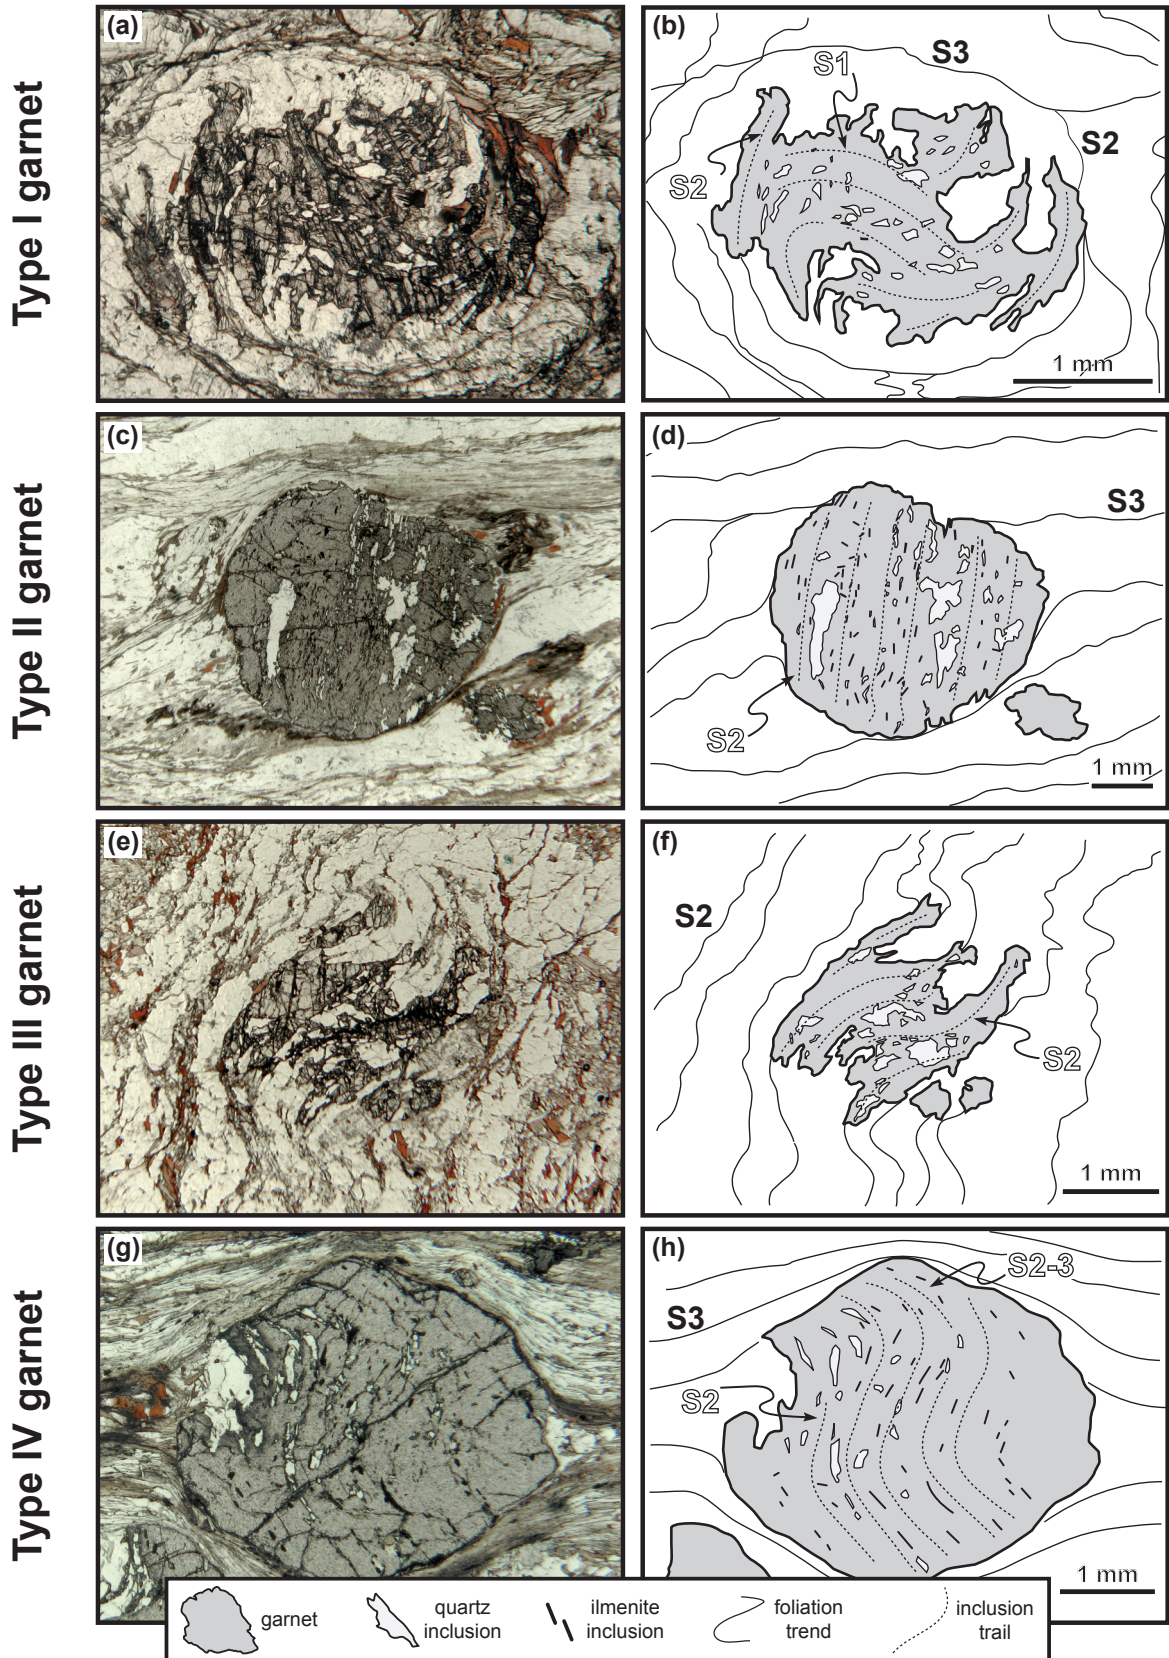 Type I garnet
(a)
(b)
S3
S1
S2
S2
1 mm
Type II garnet
(c)
(d)
S3
S2
1 mm
Type III garnet
(e)
(f)
S2
S2
1 mm
Type IV garnet
(g)
(h)
S2-3
S3
S2
1 mm
garnet
quartz
inclusion
ilmenite
inclusion
foliation
trend
inclusion
trail